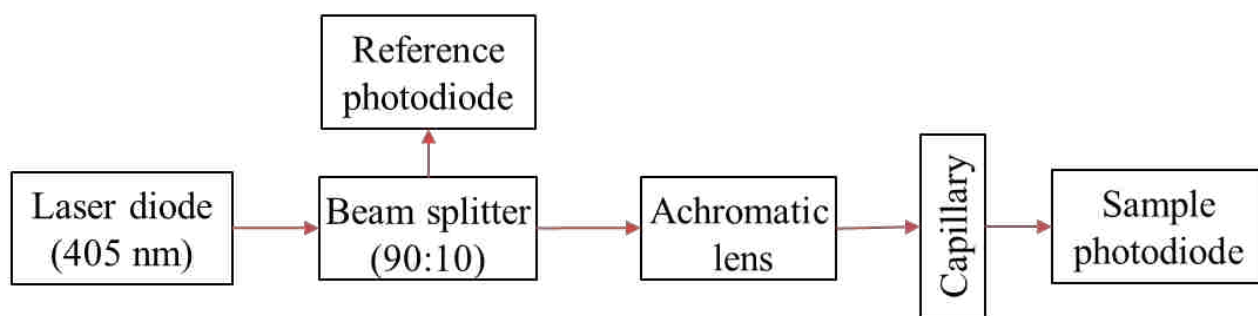 Reference
photodiode
Laser diode
(405 nm)
Beam splitter
(90:10)
Achromatic
lens
Capillary
Sample
photodiode